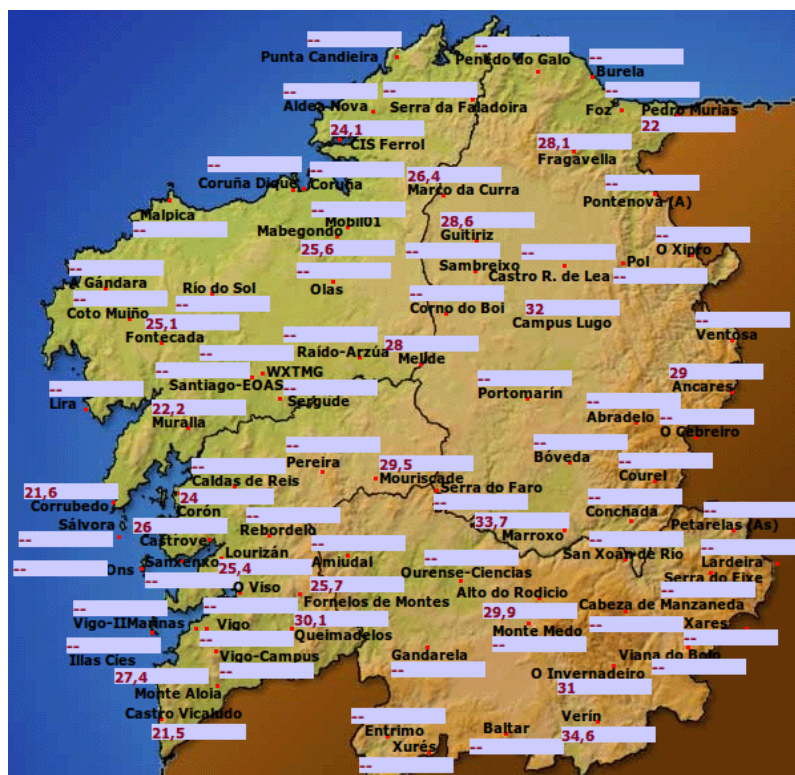 --
Punta Candieira
--
Penedo do Galo
--
Burela
--
Aldea Nova
--
Serra da Faladoira
--
Foz
Pedro Murias
22
24,1
CIS Ferrol
28,1
Fragavella
--
Coruña Dique
--
Coruña
26,4
Marco da Curra
--
Pontenova (A)
Malpica
--
--
Mobil01
Mabegondo
25,6
28,6
Guitiriz
--
Sambreixo
--
Castro R. de Lea
Pol
--
--
O Xipro
--
A Gándara
--
Coto Muiño
Río do Sol
--
--
Olas
--
Corno do Boi
32
Campus Lugo
--
Ventosa
25,1
Fontecada
--
Raído-Arzúa
28
Melide
--
WXTMG
Santiago-EOAS
--
Sergude
--
Portomarín
29
Ancares
--
Lira
22,2
Muralla
--
Abradelo
--
O Cebreiro
--
Pereira
--
Bóveda
--
Courel
--
Caldas de Reis
29,5
Mouriscade
Serra do Faro
--
21,6
Corrubedo
24
Corón
--
Conchada
Sálvora
--
26
Castrove
--
Rebordelo
33,7
Marroxo
--
Petarelas (As)
--
San Xoán de Río
--
Lardeira
--
Ons
Sanxenxo
--
Lourizán
25,4
--
Amiudal
--
Ourense-Ciencias
Serra do Eixe
--
O Viso
25,7
Fornelos de Montes
--
Alto do Rodicio
Cabeza de Manzaneda
--
Xares
--
--
Vigo-II
Marinas
--
Vigo
30,1
Queimadelos
29,9
Monte Medo
--
--
Illas Cíes
--
--
Vigo-Campus
--
Gandarela
--
Viana do Bolo
--
O Invernadeiro
31
27,4
Monte Aloia
Castro Vicaludo
21,5
--
Entrimo
Xurés
--
Baltar
--
Verín
34,6